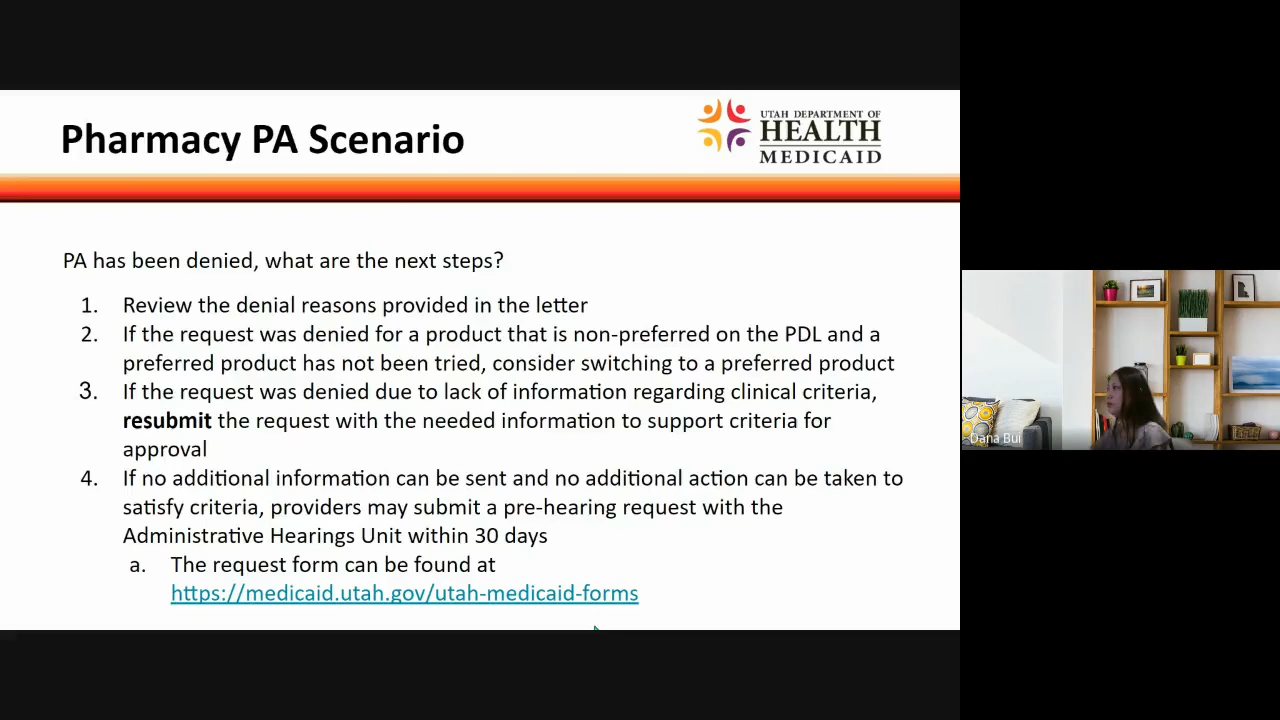 Pharmacy PA Scenario
UTAH DEPARTMENT OF
HEALTH
MEDICAID
PA has been denied, what are the next steps?
1. Review the denial reasons provided in the letter
2. If the request was denied for a product that is non-preferred on the PDL and a
preferred product has not been tried, consider switching to a preferred product
3. If the request was denied due to lack of information regarding clinical criteria,
resubmit the request with the needed information to support criteria for
approval
4. If no additional information can be sent and no additional action can be taken to
satisfy criteria, providers may submit a pre-hearing request with the
Administrative Hearings Unit within 30 days
a. The request form can be found at
https://medicaid.utah.gov/utah-medicaid-forms
Dana Bui